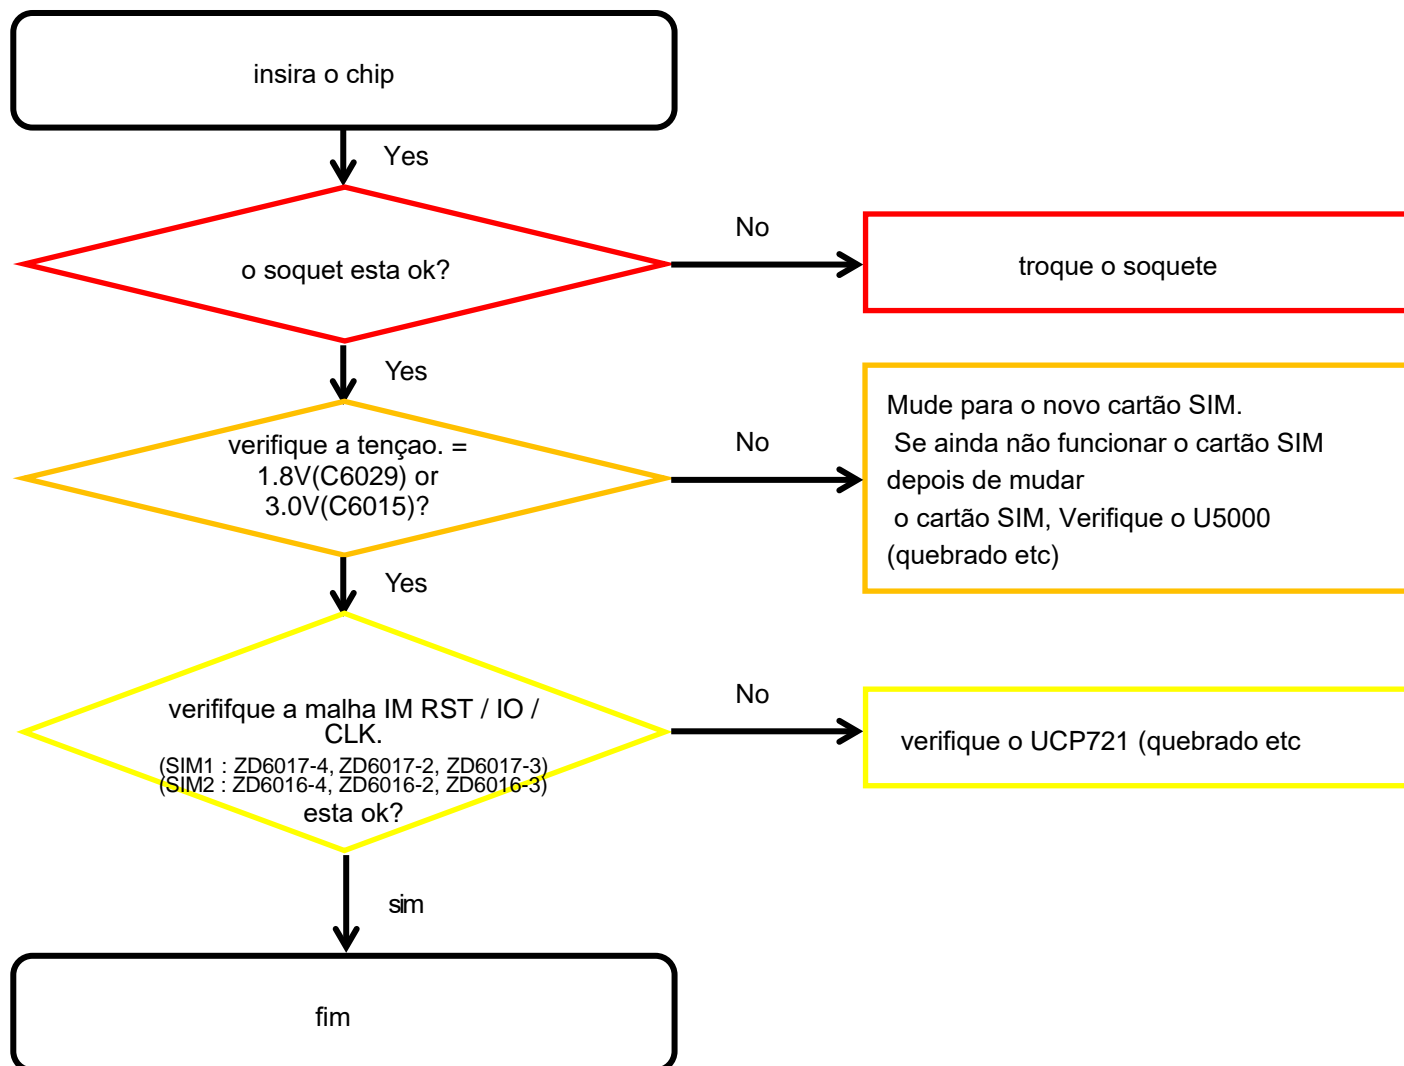 insira o chip
Yes
o soquet esta ok?
No
troque o soquete
Yes
verifique a tençao. =
1.8V(C6029) or
3.0V(C6015)?
No
Mude para o novo cartão SIM.
Se ainda não funcionar o cartão SIM
depois de mudar
o cartão SIM, Verifique o U5000
(quebrado etc)
Yes
verififque a malha IM RST / IO /
CLK.
(SIM1 : ZD6017-4, ZD6017-2, ZD6017-3)
(SIM2 : ZD6016-4, ZD6016-2, ZD6016-3)
esta ok?
No
verifique o UCP721 (quebrado etc
sim
fim